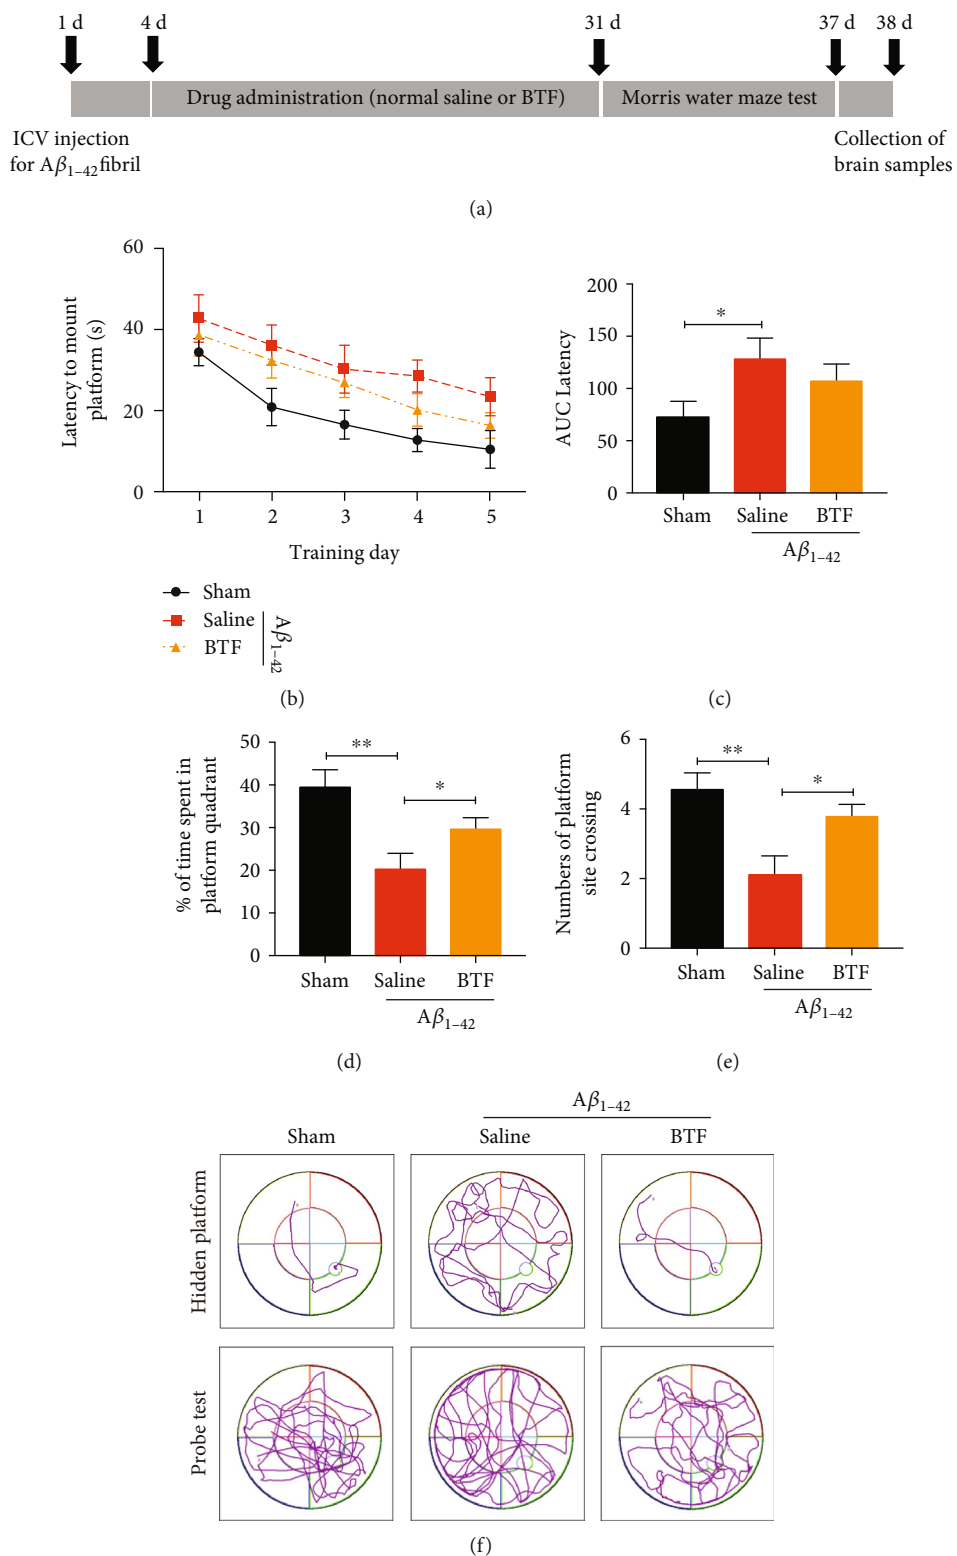 1 d 4 d 31 d 37 d 38 d
Drug administration (normal saline or BTF) Morris water maze test
ICV injection
for Aβ1–42 fibril
Collection of
brain samples
(a)
Latency to mount
platform (s)
60
40
20
0
1 2 3 4 5
Training day
Sham
Saline
BTF
Aβ1–42
(b)
AUC Latency
200
150
100
50
0
*
Sham Saline BTF
Aβ1–42
(c)
% of time spent in
platform quadrant
50
40
30
20
10
0
**
*
Sham Saline BTF
Aβ1–42
(d)
Numbers of platform
site crossing
6
4
2
0
**
*
Sham Saline BTF
Aβ1–42
(e)
Aβ1–42
Sham Saline BTF
Hidden platform
Probe test
(f)